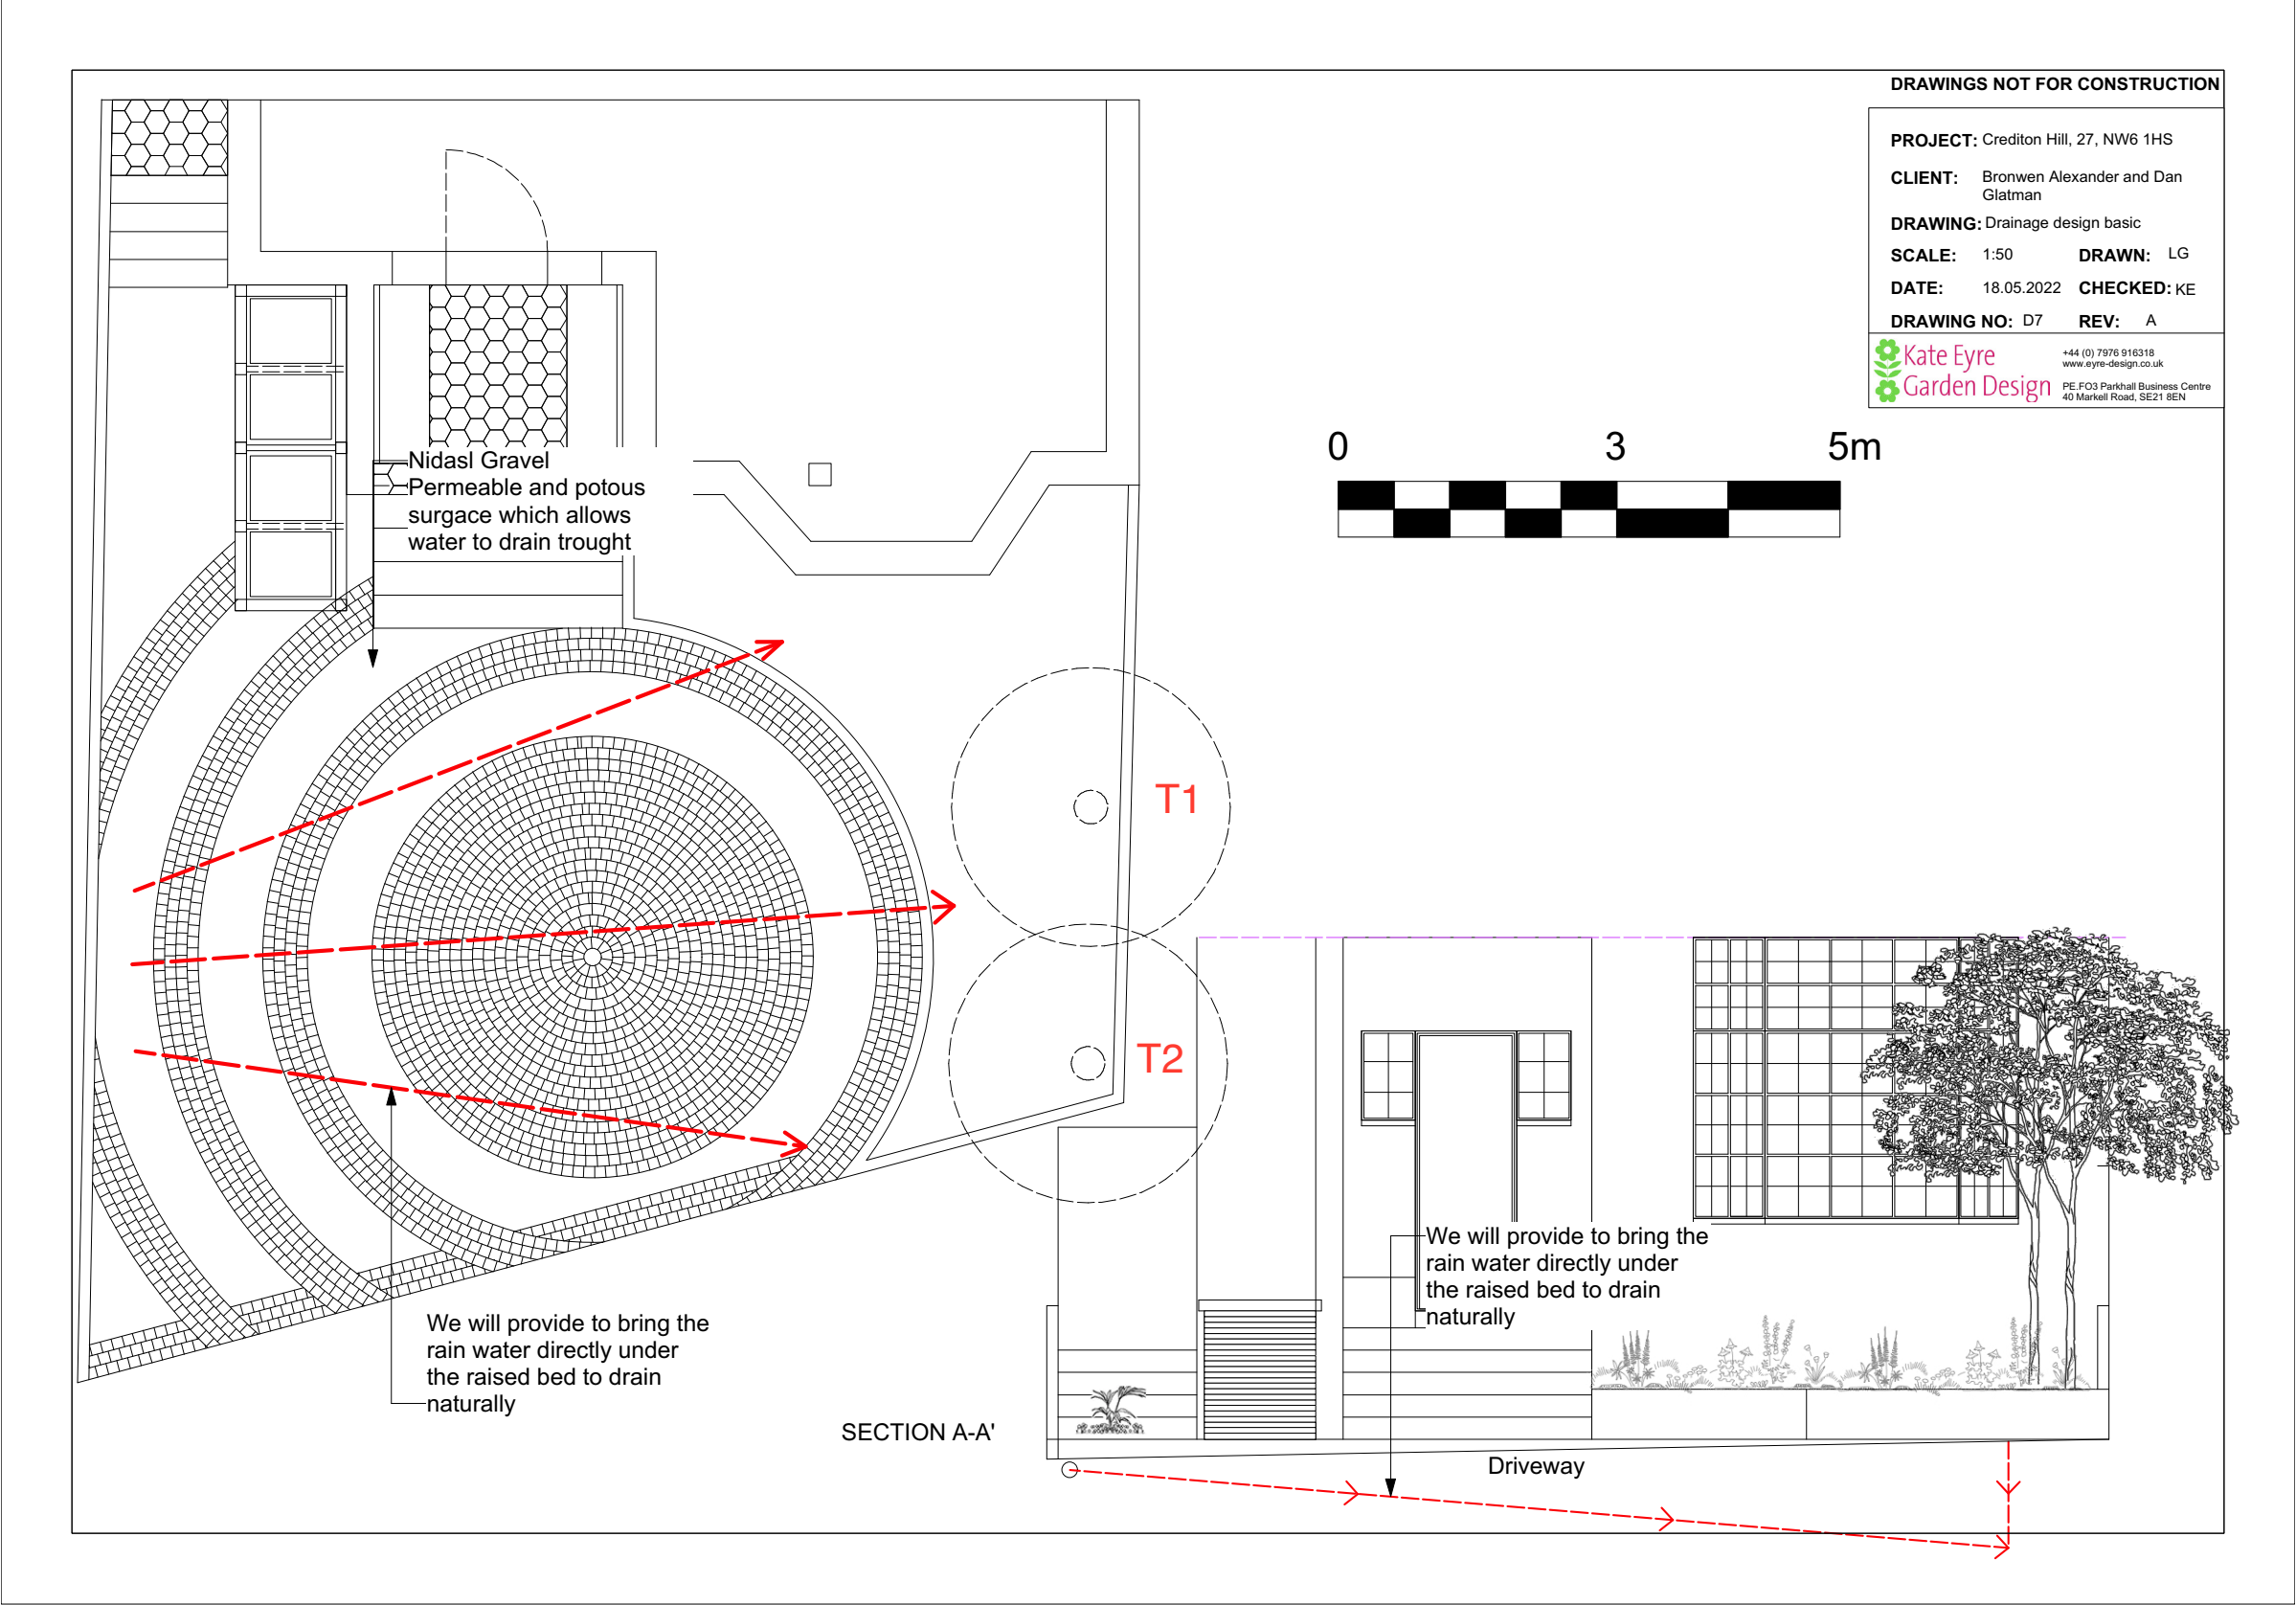 DRAWINGS NOT FOR CONSTRUCTION
PROJECT: Crediton Hill, 27, NW6 1HS
CLIENT: Bronwen Alexander and Dan
Glatman
DRAWING: Drainage design basic
SCALE: 1:50 DRAWN: LG
DATE: 18.05.2022 CHECKED: KE
DRAWING NO: D7 REV: A
Kate Eyre
Garden Design
+44 (0) 7976 916318
www.eyre-design.co.uk
PE.FO3 Parkhall Business Centre
40 Markell Road, SE21 8EN
0 3 5m
Nidasl Gravel
Permeable and potous
surgace which allows
water to drain trought
T1
T2
We will provide to bring the
rain water directly under
the raised bed to drain
naturally
We will provide to bring the
rain water directly under
the raised bed to drain
naturally
SECTION A-A'
Driveway